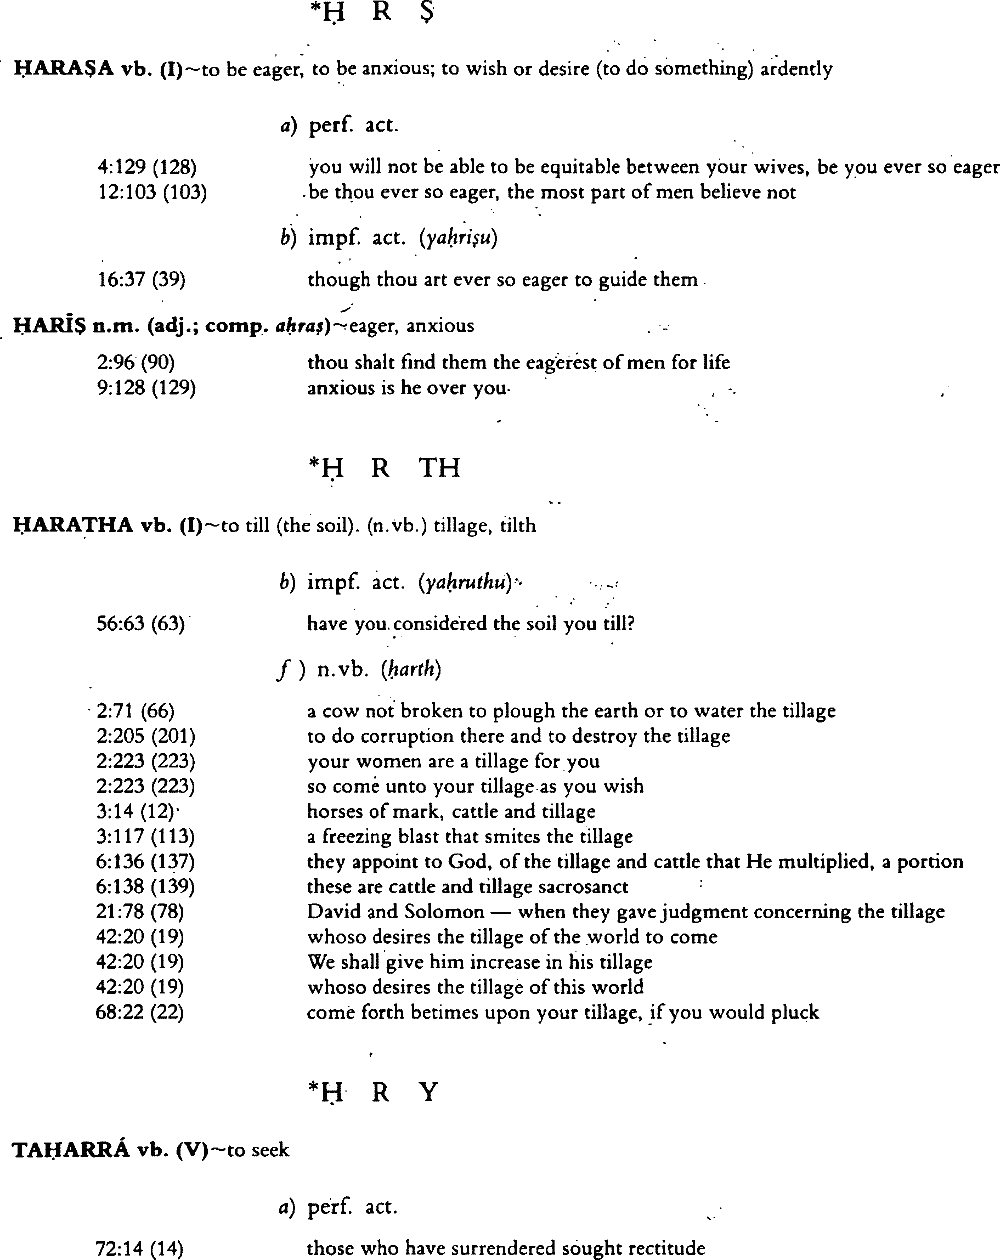 *Ḥ R Ṣ
ḤARAṢA vb. (I)~to be eager, to be anxious; to wish or desire (to do something) ardently
a) perf. act.
4:129 (128) you will not be able to be equitable between your wives, be you ever so eager
12:103 (103) be thou ever so eager, the most part of men believe not
b) impf. act. (yaḥriṣu)
16:37 (39) though thou art ever so eager to guide them
ḤARĪṢ n.m. (adj.; comp. aḥraṣ)~eager, anxious
2:96 (90) thou shalt find them the eagerest of men for life
9:128 (129) anxious is he over you
*Ḥ R TH
ḤARATHA vb. (I)~to till (the soil). (n.vb.) tillage, tilth
b) impf. act. (yaḥruthu)
56:63 (63) have you considered the soil you till?
f ) n.vb. (ḥarth)
2:71 (66) a cow not broken to plough the earth or to water the tillage
2:205 (201) to do corruption there and to destroy the tillage
2:223 (223) your women are a tillage for you
2:223 (223) so come unto your tillage as you wish
3:14 (12) horses of mark, cattle and tillage
3:117 (113) a freezing blast that smites the tillage
6:136 (137) they appoint to God, of the tillage and cattle that He multiplied, a portion
6:138 (139) these are cattle and tillage sacrosanct
21:78 (78) David and Solomon — when they gave judgment concerning the tillage
42:20 (19) whoso desires the tillage of the world to come
42:20 (19) We shall give him increase in his tillage
42:20 (19) whoso desires the tillage of this world
68:22 (22) come forth betimes upon your tillage, if you would pluck
*Ḥ R Y
TAḤARRÁ vb. (V)~to seek
a) perf. act.
72:14 (14) those who have surrendered sought rectitude